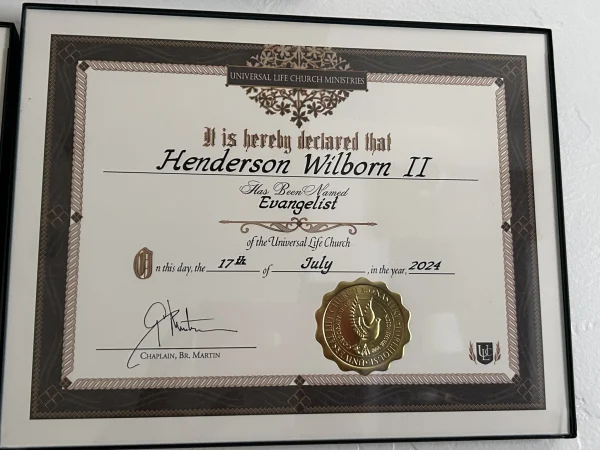 UNIVERSAL LIFE CHURCH MINISTRIES
It is hereby declared that
Henderson Wilborn II
Has Been Named
Evangelist
of the Universal Life Church
On this day, the 17th of July, in the year, 2024
CHAPLAIN, BR. MARTIN